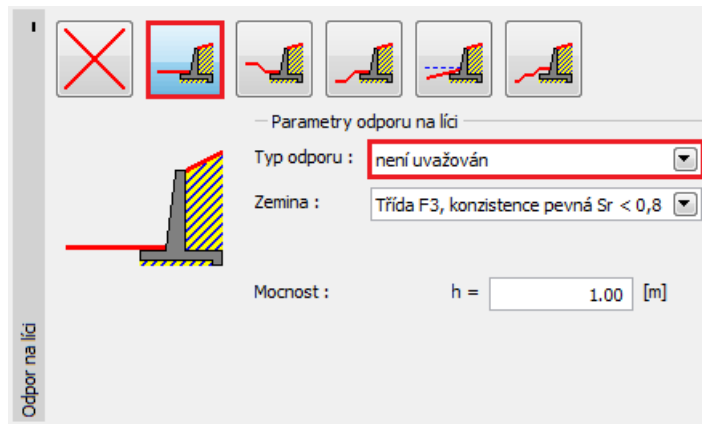 Parametry odporu na líci
Typ odporu : není uvažován
Zemina : Třída F3, konzistence pevná Sr < 0,8
Mocnost : h = 1.00 [m]
Odpor na líci